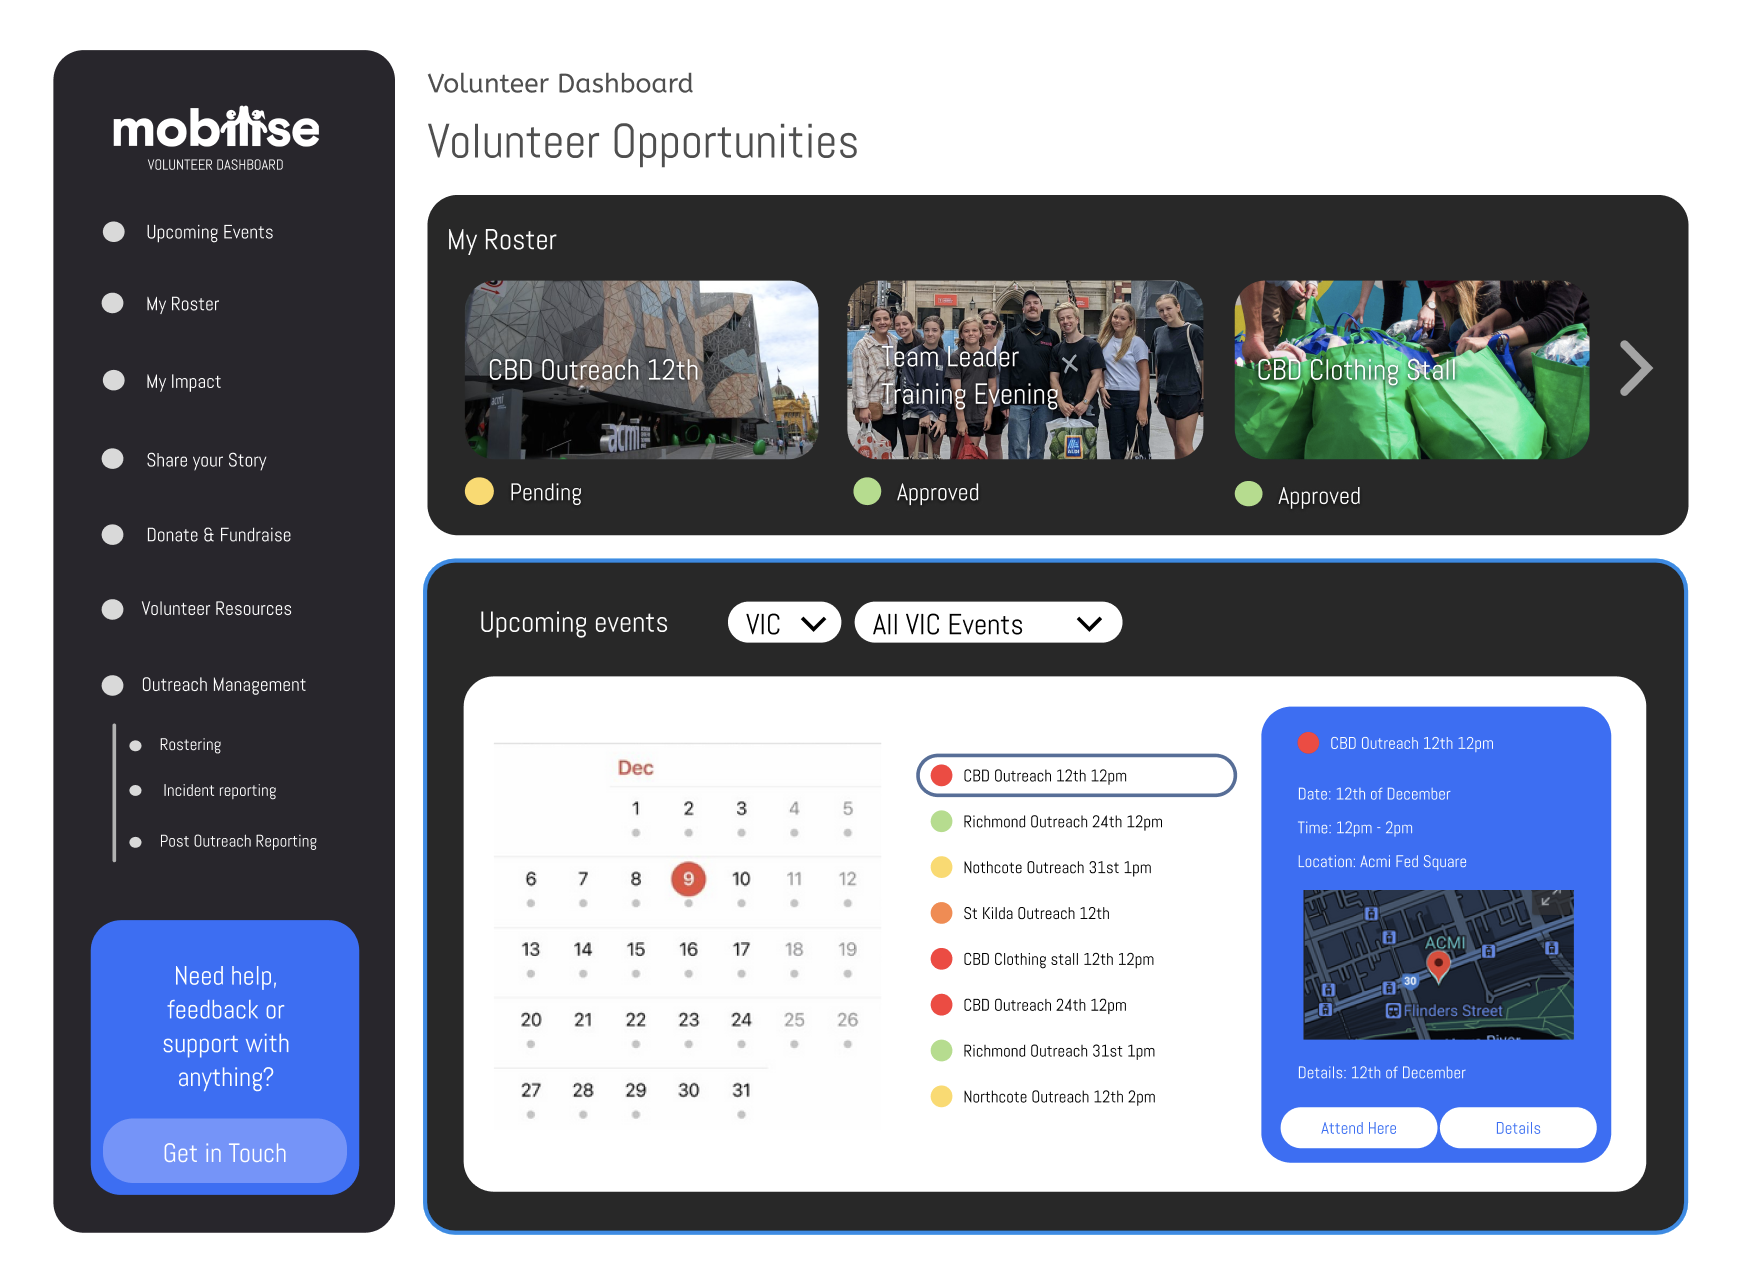 mobilise
VOLUNTEER DASHBOARD
Upcoming Events
My Roster
My Impact
Share your Story
Donate & Fundraise
Volunteer Resources
Outreach Management
Rostering
Incident reporting
Post Outreach Reporting
Need help,
feedback or
support with
anything?
Get in Touch
Volunteer Dashboard
Volunteer Opportunities
My Roster
CBD Outreach 12th
acmi
acmi
Pending
Team Leader
Training Evening
ALDI
Approved
CBD Clothing Stall
Approved
Upcoming events
VIC
All VIC Events
Dec
1 2 3 4 5
6 7 8 9 10 11 12
13 14 15 16 17 18 19
20 21 22 23 24 25 26
27 28 29 30 31
CBD Outreach 12th 12pm
Richmond Outreach 24th 12pm
Nothcote Outreach 31st 1pm
St Kilda Outreach 12th
CBD Clothing stall 12th 12pm
CBD Outreach 24th 12pm
Richmond Outreach 31st 1pm
Northcote Outreach 12th 2pm
CBD Outreach 12th 12pm
Date: 12th of December
Time: 12pm - 2pm
Location: Acmi Fed Square
ACMI
30
Flinders Street
River
Details: 12th of December
Attend Here
Details